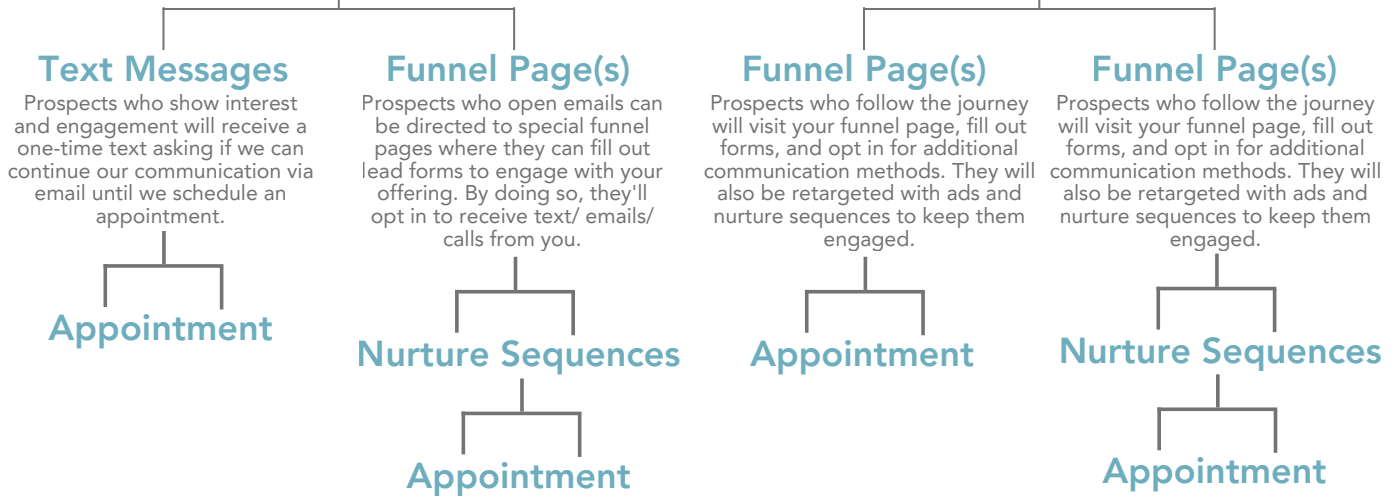 Text Messages
Prospects who show interest
and engagement will receive a
one-time text asking if we can
continue our communication via
email until we schedule an
appointment.
Appointment
Funnel Page(s)
Prospects who open emails can
be directed to special funnel
pages where they can fill out
lead forms to engage with your
offering. By doing so, they'll
opt in to receive text/ emails/
calls from you.
Nurture Sequences
Appointment
Funnel Page(s)
Prospects who follow the journey
will visit your funnel page, fill out
forms, and opt in for additional
communication methods. They will
also be retargeted with ads and
nurture sequences to keep them
engaged.
Appointment
Funnel Page(s)
Prospects who follow the journey
will visit your funnel page, fill out
forms, and opt in for additional
communication methods. They will
also be retargeted with ads and
nurture sequences to keep them
engaged.
Nurture Sequences
Appointment